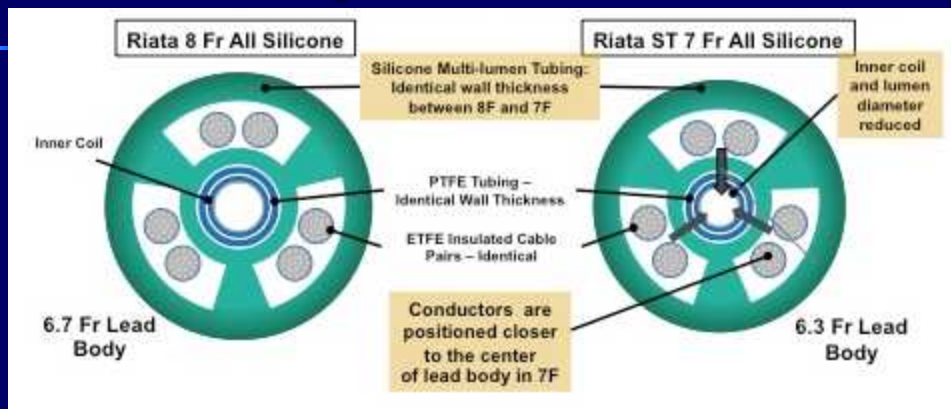 Riata 8 Fr All Silicone
Riata ST 7 Fr All Silicone
Silicone Multi-lumen Tubing:
Identical wall thickness
between 8F and 7F
Inner coil
and lumen
diameter
reduced
Inner Coil
PTFE Tubing –
Identical Wall Thickness
ETFE Insulated Cable
Pairs – Identical
6.7 Fr Lead
Body
Conductors are
positioned closer
to the center
of lead body in 7F
6.3 Fr Lead
Body